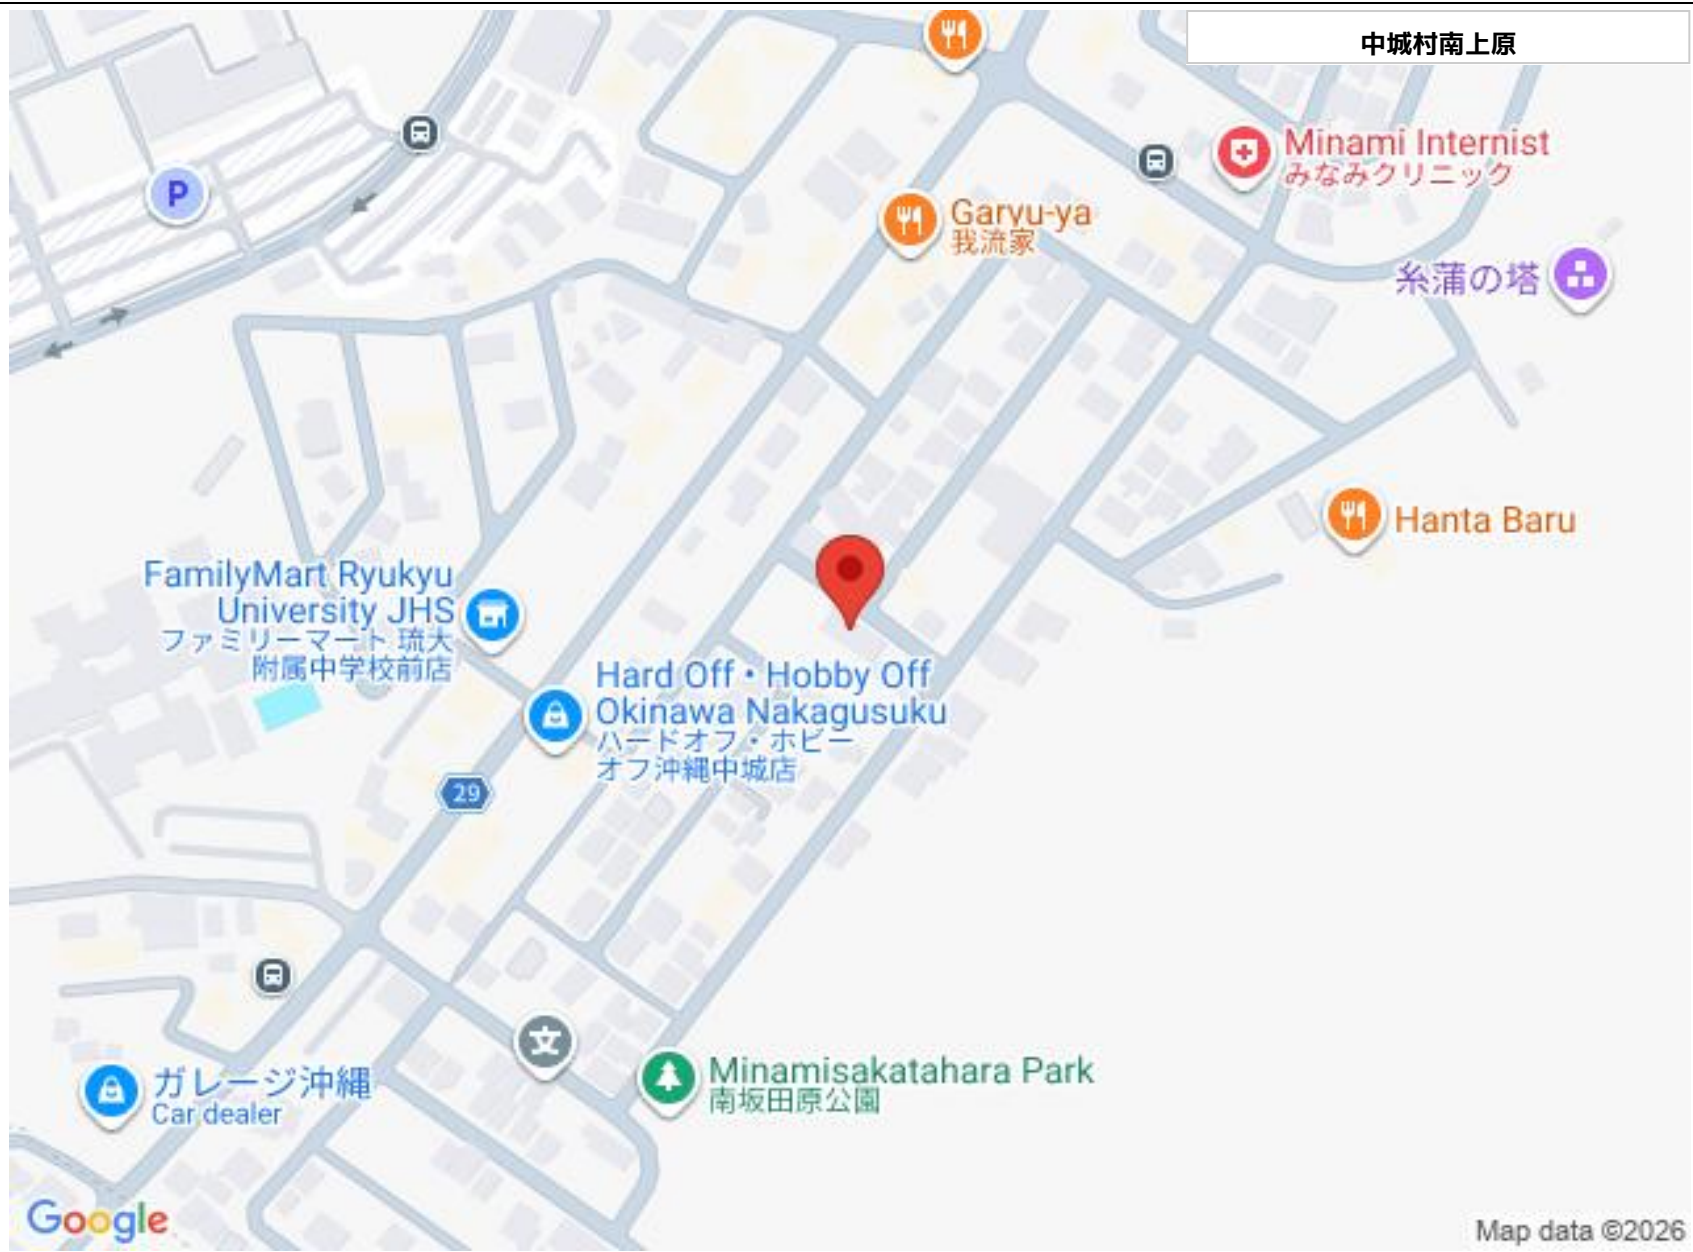 中城村南上原
Minami Internist
みなみクリニック
P
Garyu-ya
我流家
糸蒲の塔
Hanta Baru
FamilyMart Ryukyu
University JHS
ファミリーマート 琉大
附属中学校前店
Hard Off・Hobby Off
Okinawa Nakagusuku
ハードオフ・ホビー
オフ沖縄中城店
29
文
Minamisakatahara Park
南坂田原公園
ガレージ沖縄
Car dealer
Google
Map data ©2026